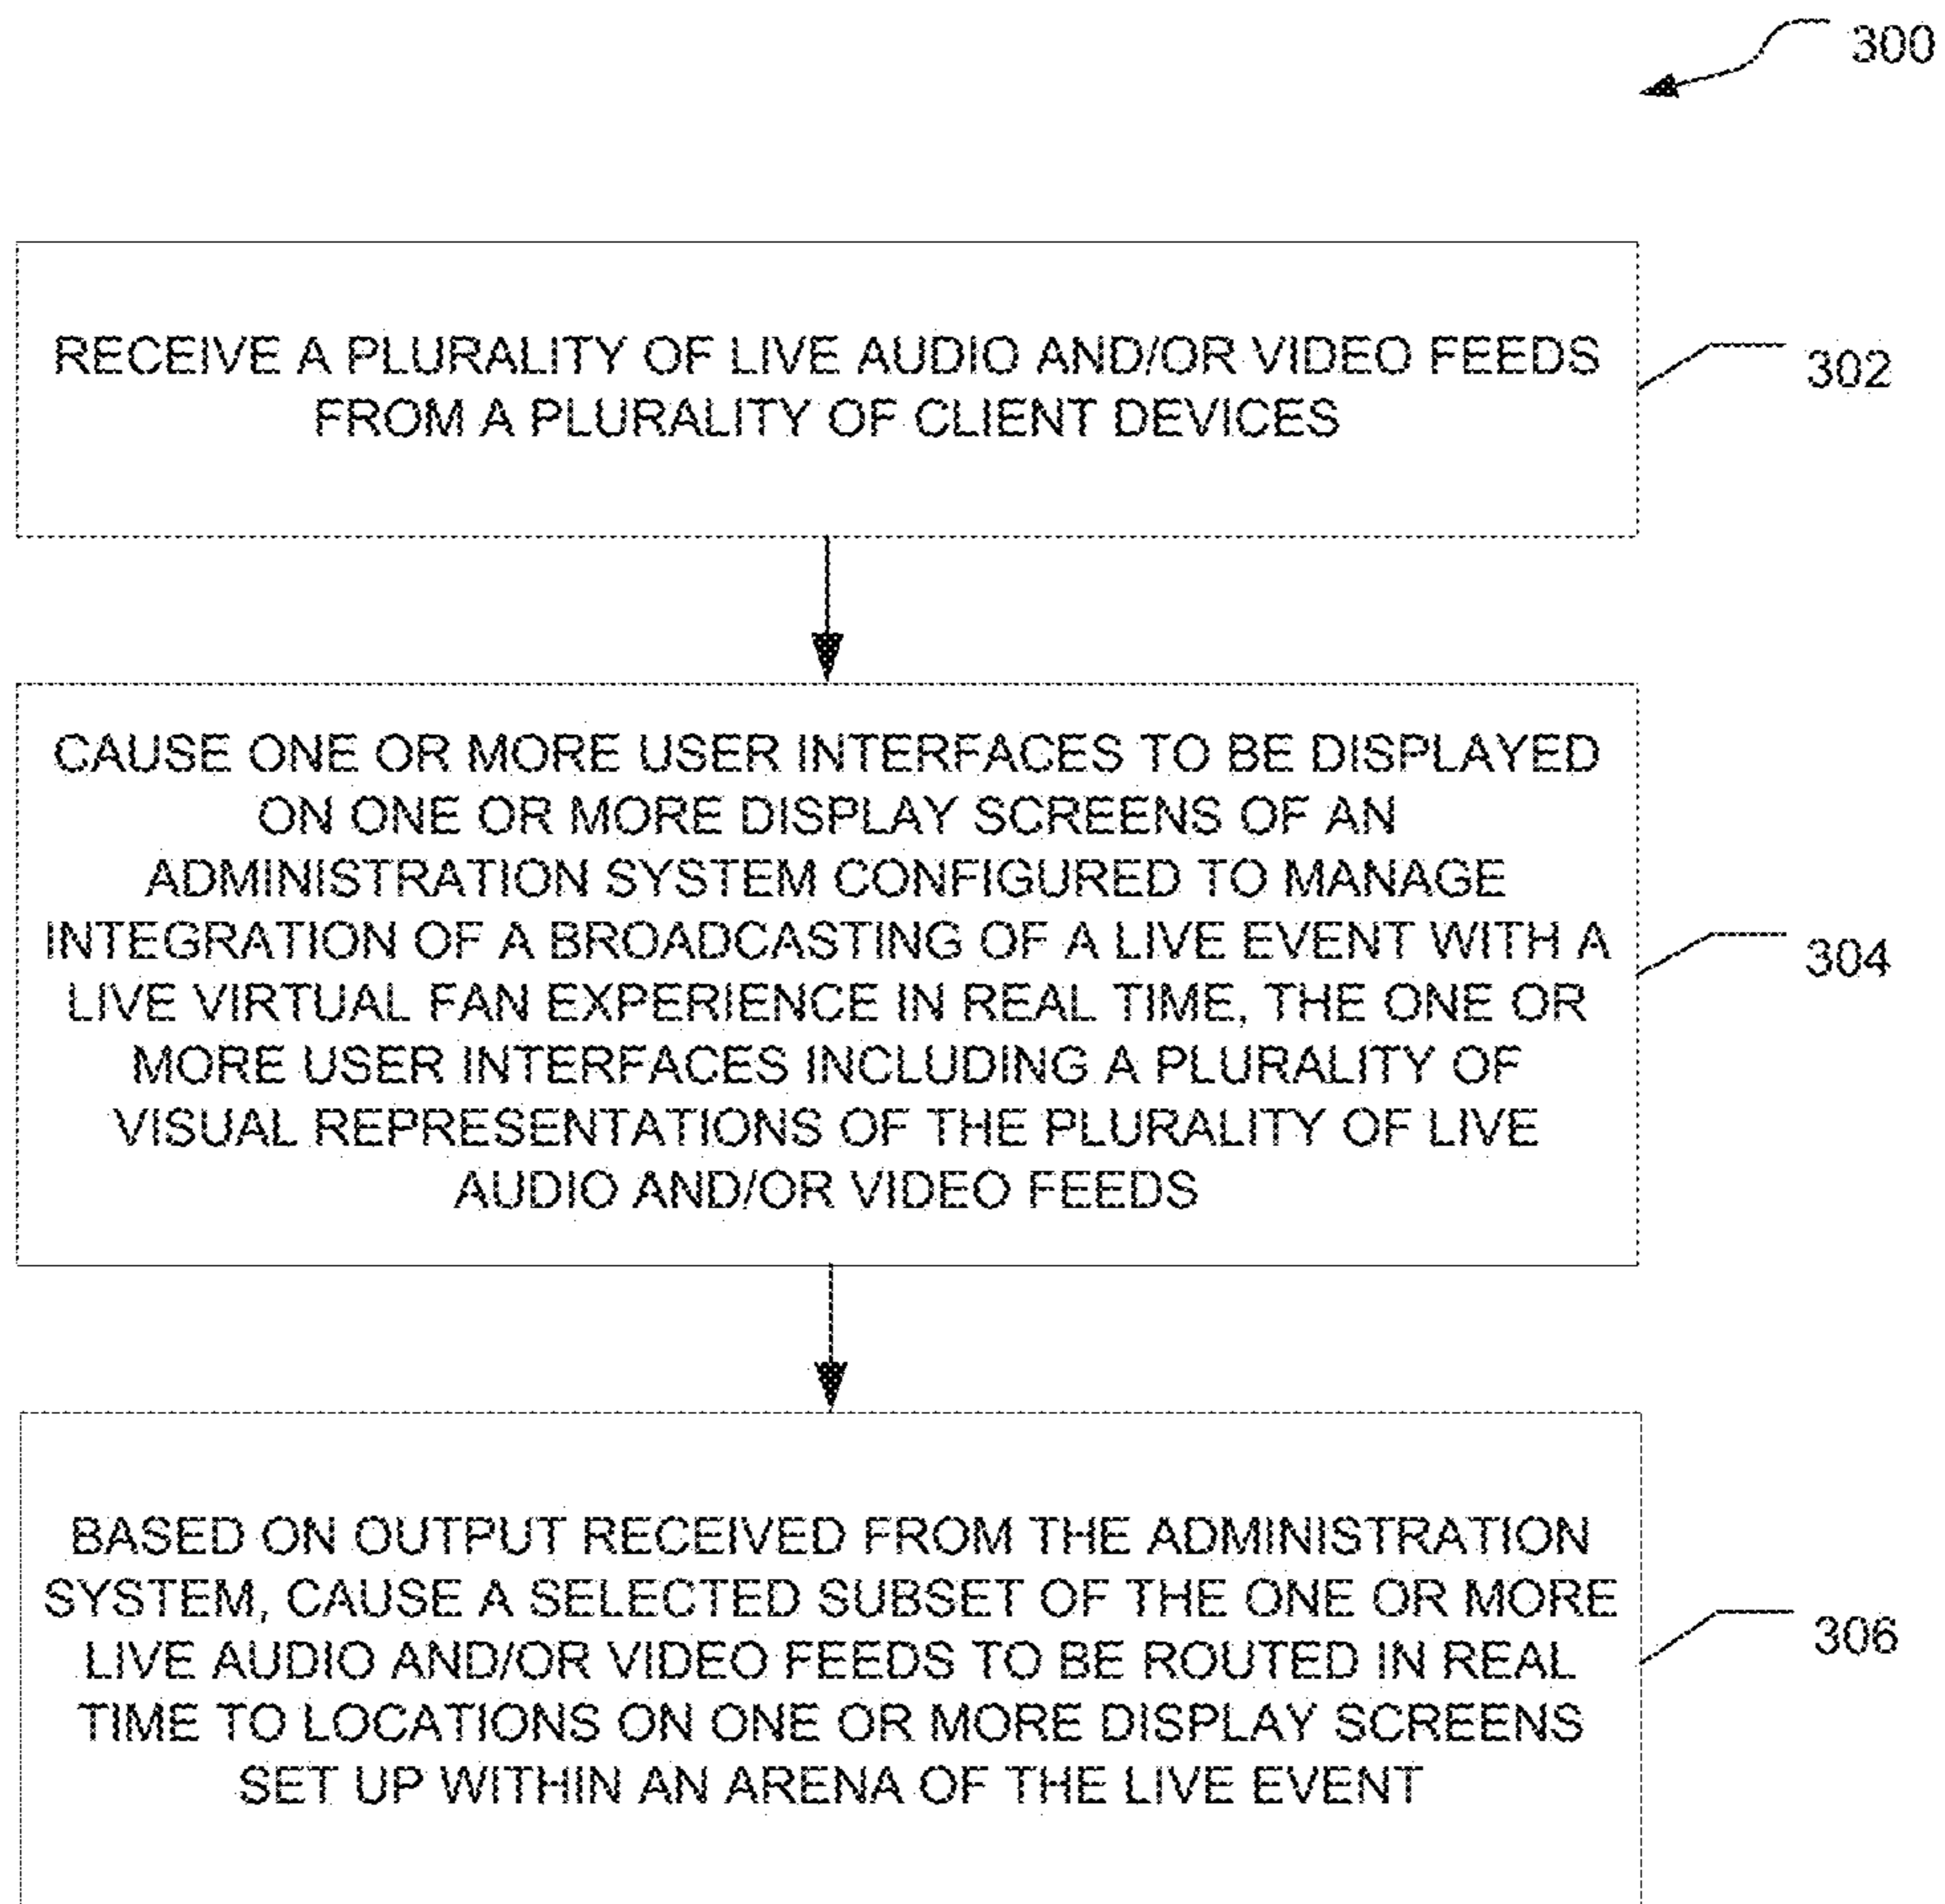 300
RECEIVE A PLURALITY OF LIVE AUDIO AND/OR VIDEO FEEDS
FROM A PLURALITY OF CLIENT DEVICES
302
CAUSE ONE OR MORE USER INTERFACES TO BE DISPLAYED
ON ONE OR MORE DISPLAY SCREENS OF AN
ADMINISTRATION SYSTEM CONFIGURED TO MANAGE
INTEGRATION OF A BROADCASTING OF A LIVE EVENT WITH A
LIVE VIRTUAL FAN EXPERIENCE IN REAL TIME, THE ONE OR
MORE USER INTERFACES INCLUDING A PLURALITY OF
VISUAL REPRESENTATIONS OF THE PLURALITY OF LIVE
AUDIO AND/OR VIDEO FEEDS
304
BASED ON OUTPUT RECEIVED FROM THE ADMINISTRATION
SYSTEM, CAUSE A SELECTED SUBSET OF THE ONE OR MORE
LIVE AUDIO AND/OR VIDEO FEEDS TO BE ROUTED IN REAL
TIME TO LOCATIONS ON ONE OR MORE DISPLAY SCREENS
SET UP WITHIN AN ARENA OF THE LIVE EVENT
306